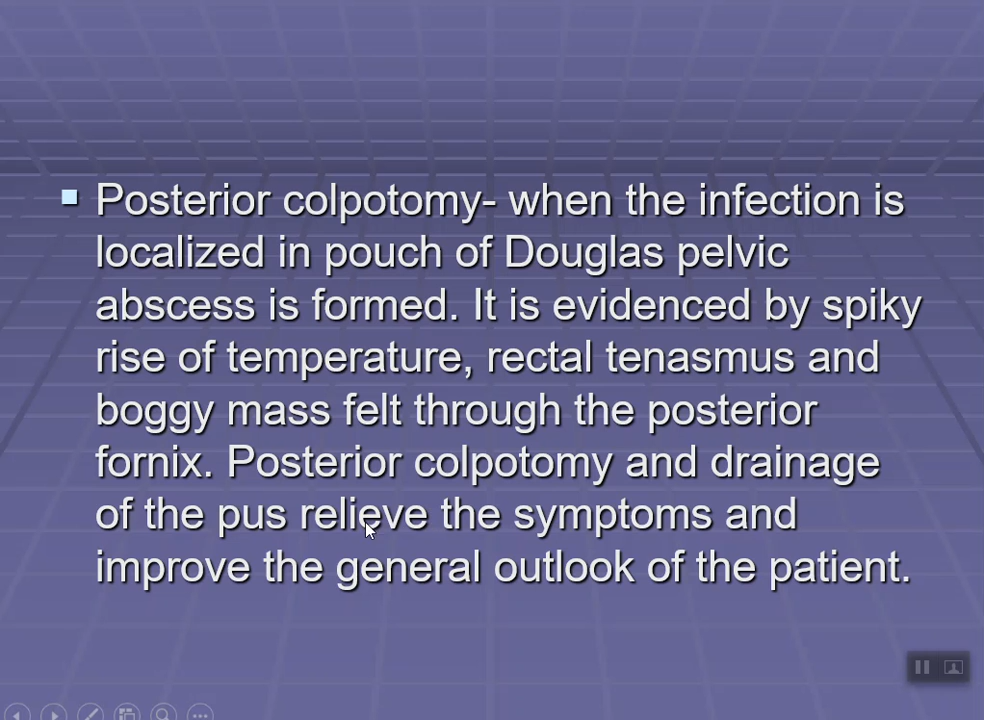 Posterior colpotomy- when the infection is
localized in pouch of Douglas pelvic
abscess is formed. It is evidenced by spiky
rise of temperature, rectal tenasmus and
boggy mass felt through the posterior
fornix. Posterior colpotomy and drainage
of the pus relieve the symptoms and
improve the general outlook of the patient.